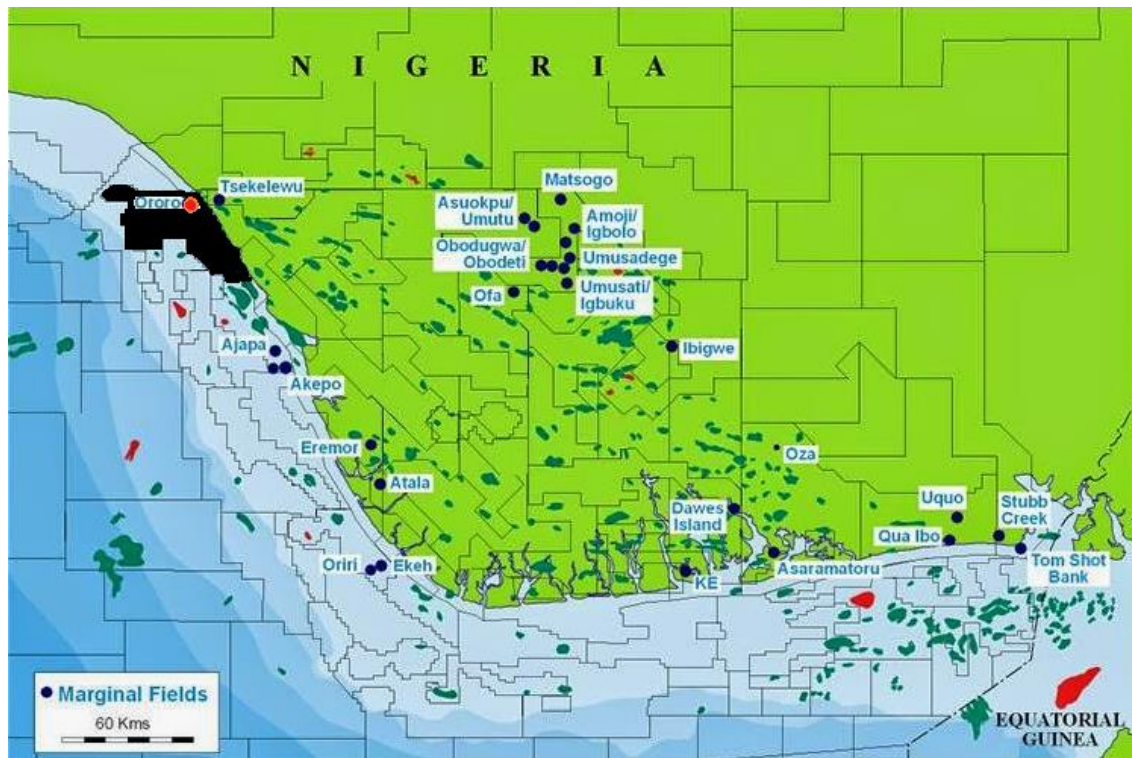 NIGERIA
Ororo
Tsekelewu
Matsogo
Asuokpu/
Umutu
Amoji/
Igbolo
Obodugwa/
Obodeti
Umusadege
Umusati/
Igbuku
Ofa
Ajapa
Akepo
Ibigwe
Eremor
Atala
Oza
Dawes
Island
Uquo
Stubb
Creek
Qua Ibo
Oriri
Ekeh
KE
Asaramatoru
Tom Shot
Bank
Marginal Fields
60 Kms
EQUATORIAL
GUINEA